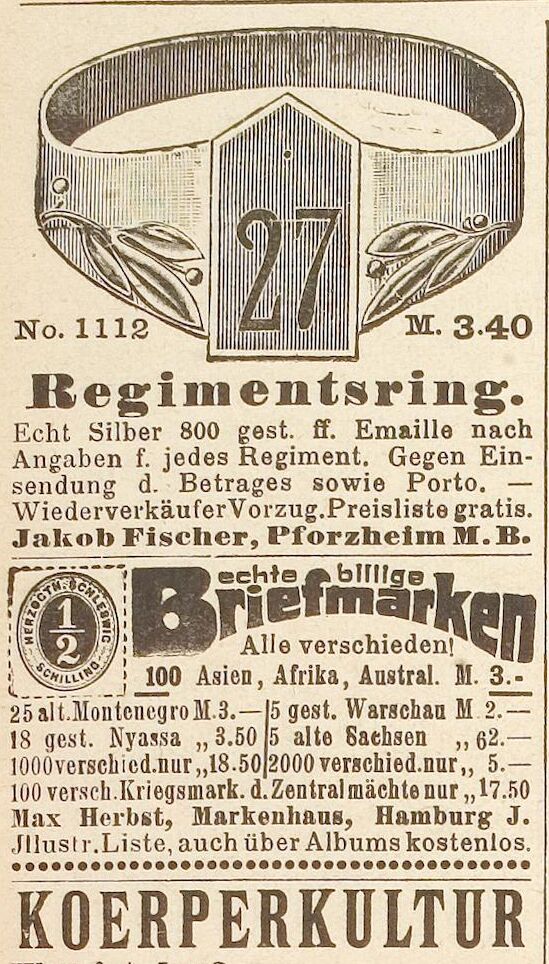 27
No. 1112 M. 3.40
Regimentsring.
Echt Silber 800 gest. ff. Emaille nach
Angaben f. jedes Regiment. Gegen Ein-
sendung d. Betrages sowie Porto. —
Wiederverkäufer Vorzug. Preisliste gratis.
Jakob Fischer, Pforzheim M. B.
HERZOGTH. SCHLESWIG
1/2
SCHILLING
echte billige
Briefmarken
Alle verschieden!
100 Asien, Afrika, Austral. M. 3.-
25 alt. Montenegro M. 3.— 5 gest. Warschau M 2.—
18 gest. Nyassa „ 3.50 5 alte Sachsen „ 62.—
1000 verschied. nur „ 18.50 2000 verschied. nur „ 5.—
100 versch. Kriegsmark. d. Zentralmächte nur „ 17.50
Max Herbst, Markenhaus, Hamburg J.
Jllustr. Liste, auch über Albums kostenlos.
KOERPERKULTUR